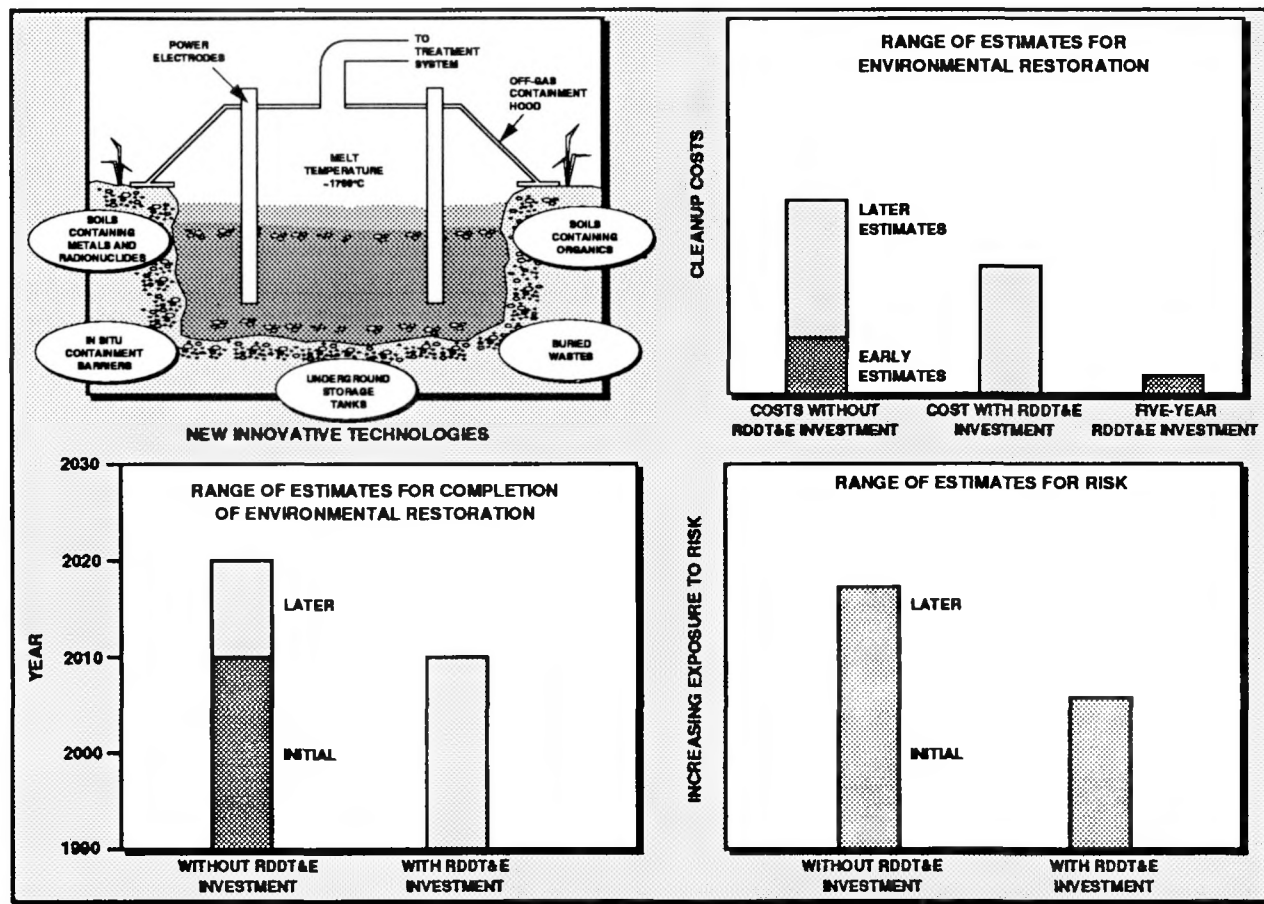 POWER
ELECTRODES
TO
TREATMENT
SYSTEM
OFF-GAS
CONTAINMENT
HOOD
MELT
TEMPERATURE
SOILS
CONTAINING
METALS AND
RADIONUCLIDES
SOILS
CONTAINING
ORGANICS
IN SITU
CONTAINMENT
BARRIERS
BURIED
WASTES
UNDERGROUND
STORAGE
TANKS
NEW INNOVATIVE TECHNOLOGIES
RANGE OF ESTIMATES FOR
ENVIRONMENTAL RESTORATION
CLEANUP COSTS
LATER
ESTIMATES
EARLY
ESTIMATES
COSTS WITHOUT
RDDT&E INVESTMENT
COST WITH RDDT&E
INVESTMENT
FIVE-YEAR
RDDT&E INVESTMENT
RANGE OF ESTIMATES FOR COMPLETION
OF ENVIRONMENTAL RESTORATION
YEAR
2030
2020
2010
2000
1990
LATER
INITIAL
WITHOUT RDDT&E
INVESTMENT
WITH RDDT&E
INVESTMENT
RANGE OF ESTIMATES FOR RISK
INCREASING EXPOSURE TO RISK
LATER
INITIAL
WITHOUT RDDT&E
INVESTMENT
WITH RDDT&E
INVESTMENT